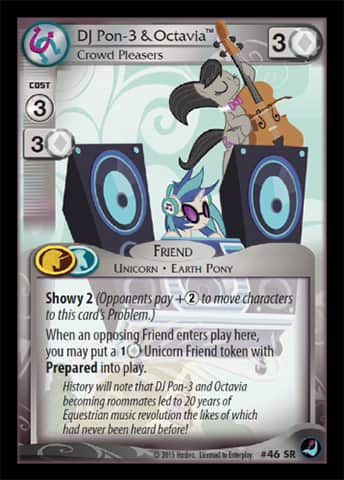 DJ Pon-3 & Octavia™
Crowd Pleasers
3
COST
3
3
FRIEND
UNICORN • EARTH PONY
Showy 2 (Opponents pay +2 to move characters
to this card's Problem.)
When an opposing Friend enters play here,
you may put a 1 Unicorn Friend token with
Prepared into play.
History will note that DJ Pon-3 and Octavia
becoming roommates led to 20 years of
Equestrian music revolution the likes of which
had never been heard before!
© 2015 Hasbro. Licensed to Enterplay. #46 SR